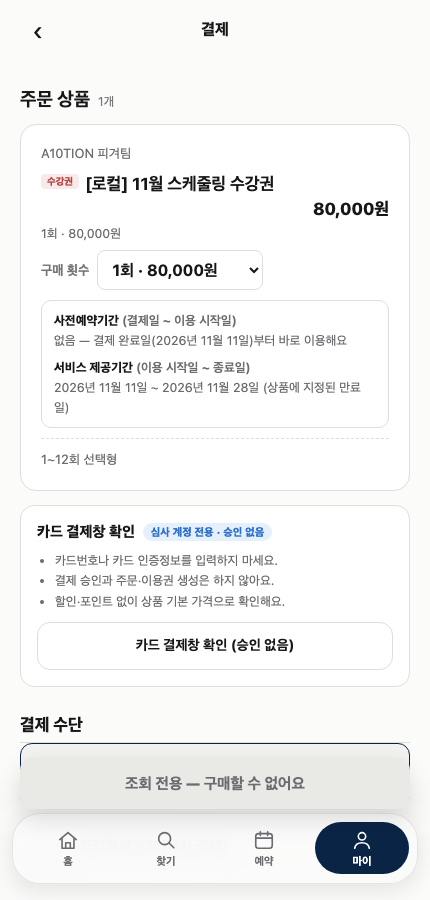 결제
주문 상품 1개
A10TION 피겨팀
수강권 [로컬] 11월 스케줄링 수강권
80,000원
1회 · 80,000원
구매 횟수 1회 · 80,000원
사전예약기간 (결제일 ~ 이용 시작일)
없음 — 결제 완료일(2026년 11월 11일)부터 바로 이용해요
서비스 제공기간 (이용 시작일 ~ 종료일)
2026년 11월 11일 ~ 2026년 11월 28일 (상품에 지정된 만료
일)
1~12회 선택형
카드 결제창 확인 심사 계정 전용 · 승인 없음
• 카드번호나 카드 인증정보를 입력하지 마세요.
• 결제 승인과 주문·이용권 생성은 하지 않아요.
• 할인·포인트 없이 상품 기본 가격으로 확인해요.
카드 결제창 확인 (승인 없음)
결제 수단
조회 전용 — 구매할 수 없어요
홈 찾기 예약 마이